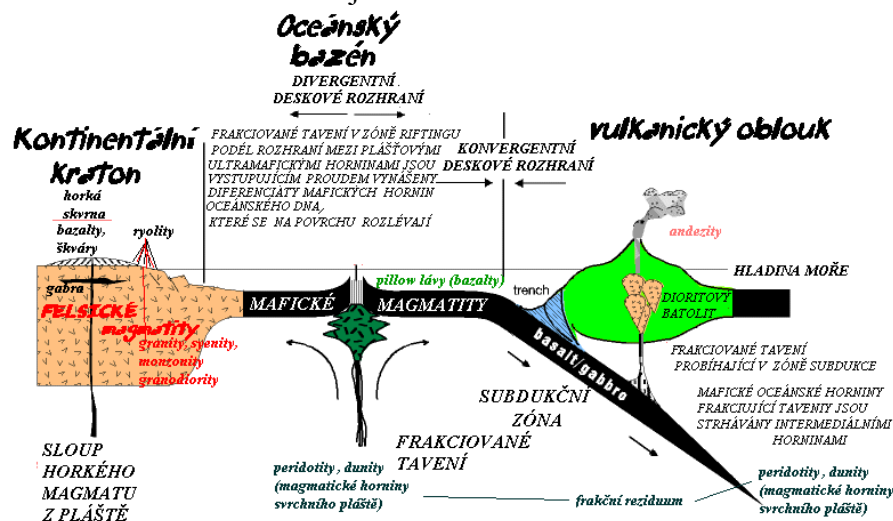 Oceánský
bazén
DIVERGENTNÍ
DESKOVÉ ROZHRANÍ
Kontinentální
kraton
FRAKCIOVANÉ TAVENÍ V ZÓNĚ RIFTINGU
PODÉL ROZHRANÍ MEZI PLÁŠŤOVÝMI
ULTRAMAFICKÝMI HORNINAMI JSOU
VYSTUPUJÍCÍM PROUDEM VYNÁŠENY
DIFERENCIÁTY MAFICKÝCH HORNIN
OCEÁNSKÉHO DNA,
KTERÉ SE NA POVRCHU ROZLÉVAJÍ
KONVERGENTNÍ
DESKOVÉ ROZHRANÍ
vulkanický oblouk
horká
skvrna
bazalty,
škváry
ryolity
andezity
HLADINA MOŘE
gabra
FELSICKÉ
magmatity
granity, syenity,
monzonity
granodiority
MAFICKÉ
MAGMATITY
pillow lávy (bazalty)
trench
DIORITOVÝ
BATOLIT
basalt/gabbro
SUBDUKČNÍ
ZÓNA
FRAKCIOVANÉ TAVENÍ
PROBÍHAJÍCÍ V ZÓNĚ SUBDUKCE
MAFICKÉ OCEÁNSKÉ HORNINY
FRAKCIUJÍCÍ TAVENIY JSOU
STRHÁVÁNY INTERMEDIÁLNÍMI
HORNINAMI
SLOUP
HORKÉHO
MAGMATU
Z PLÁŠTĚ
FRAKCIOVANÉ
TAVENÍ
peridotity, dunity
(magmatické horniny
svrchního pláště)
frakční reziduum
peridotity, dunity
(magmatické horniny
svrchního pláště)